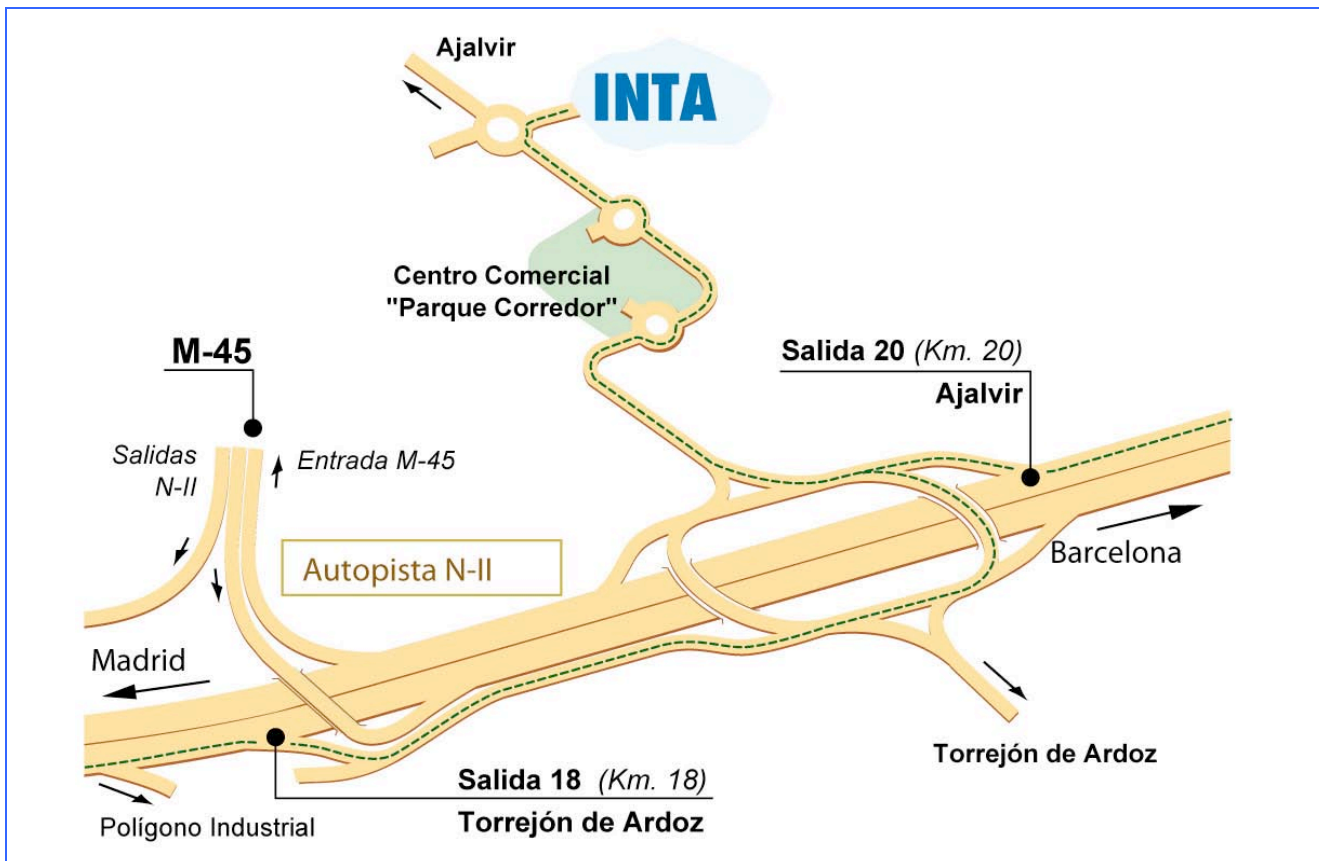 Ajalvir
INTA
Centro Comercial
"Parque Corredor"
M-45
Salida 20 (Km. 20)
Ajalvir
Salidas
N-II
Entrada M-45
Autopista N-II
Barcelona
Madrid
Torrejón de Ardoz
Salida 18 (Km. 18)
Torrejón de Ardoz
Polígono Industrial